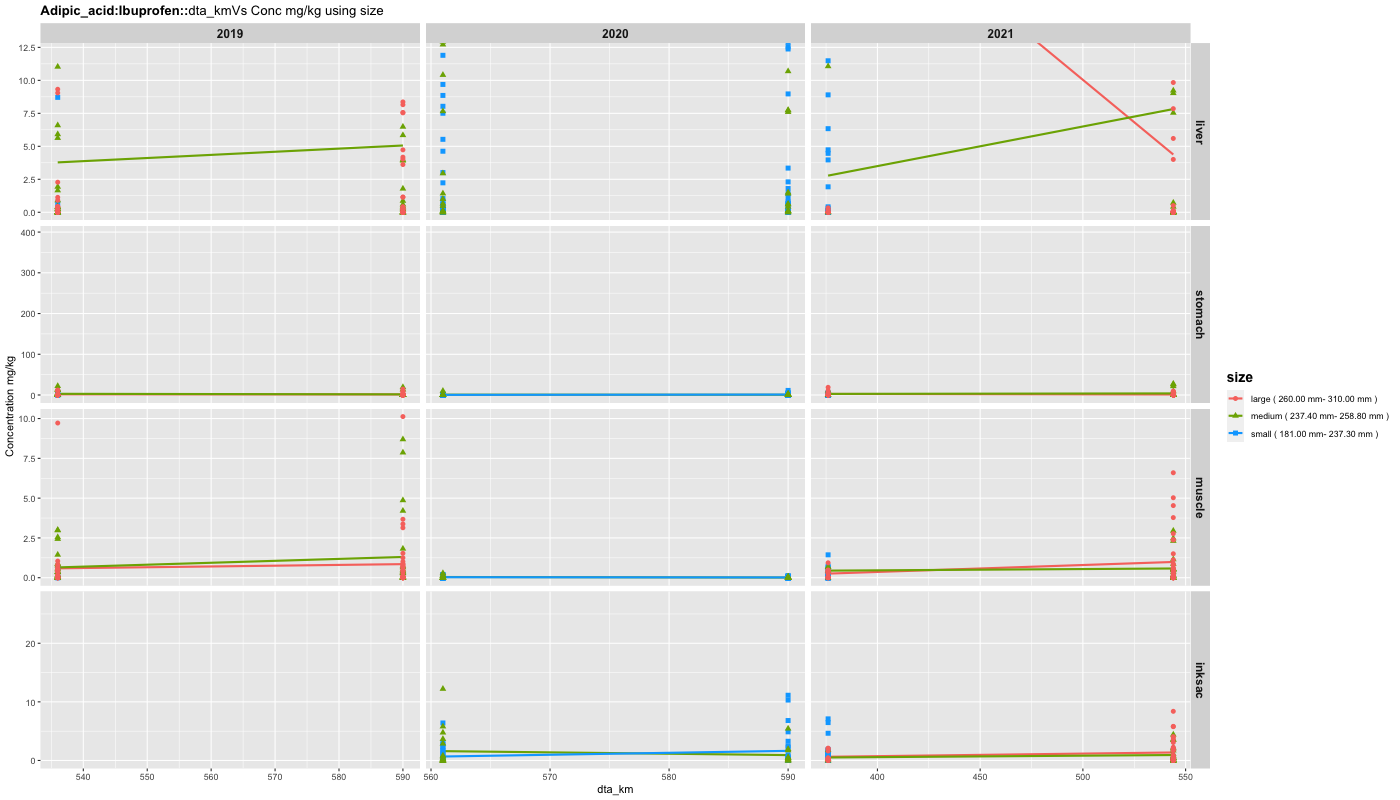 Adipic_acid:Ibuprofen::dta_kmVs Conc mg/kg using size
2019 2020 2021
12.5
10.0
7.5
5.0
2.5
0.0
liver
400
300
200
100
0
stomach
Concentration mg/kg
10.0
7.5
5.0
2.5
0.0
muscle
20
10
0
inksac
540 550 560 570 580 590 560 570 580 590 400 450 500 550
dta_km
size
large ( 260.00 mm- 310.00 mm )
medium ( 237.40 mm- 258.80 mm )
small ( 181.00 mm- 237.30 mm )